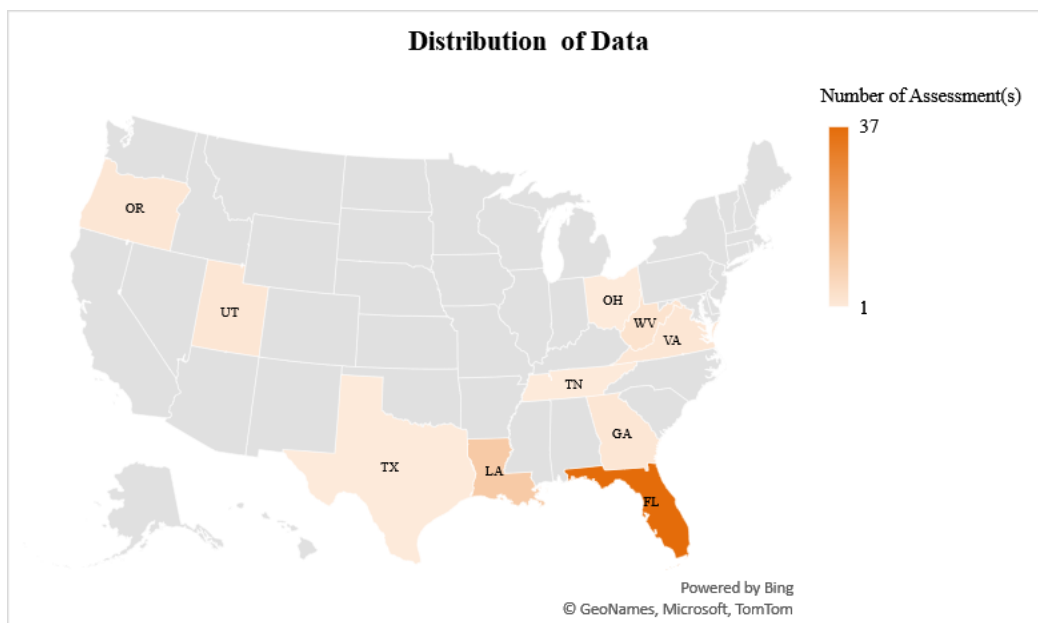 Distribution of Data
Number of Assessment(s)
37
1
OR
UT
OH
WV
VA
TN
GA
TX
LA
FL
Powered by Bing
© GeoNames, Microsoft, TomTom